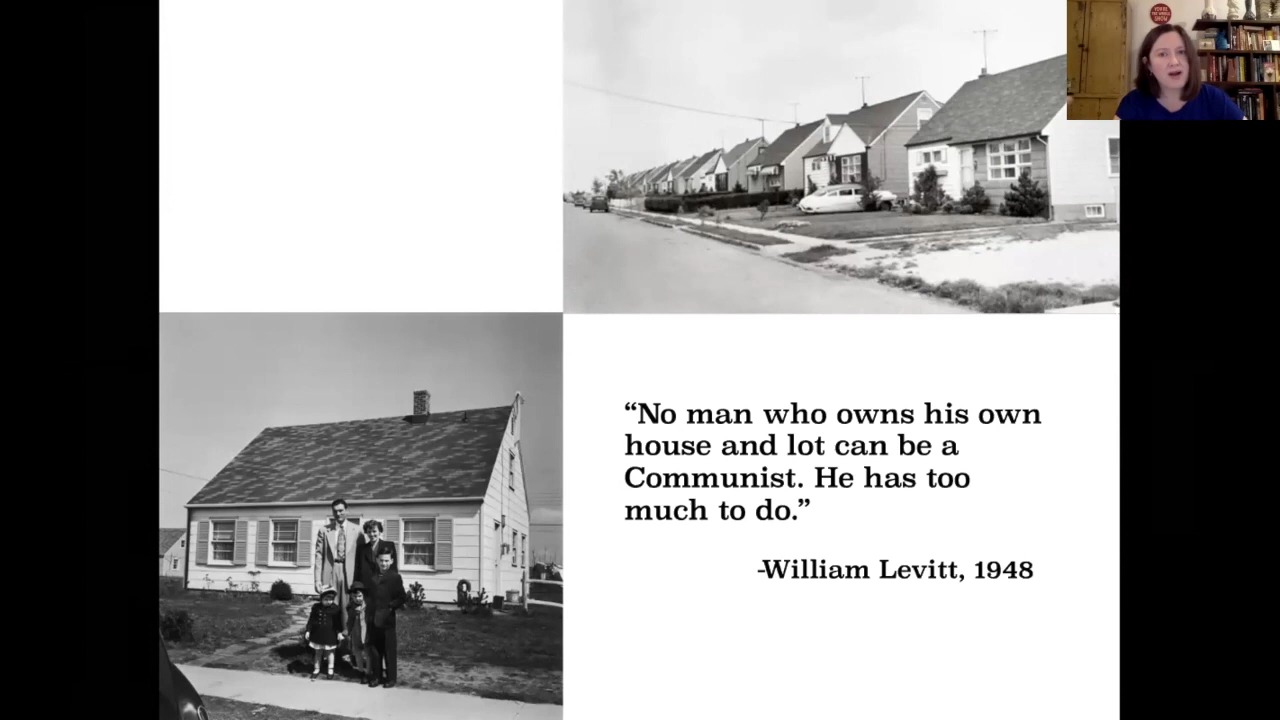 “No man who owns his own
house and lot can be a
Communist. He has too
much to do.”
-William Levitt, 1948